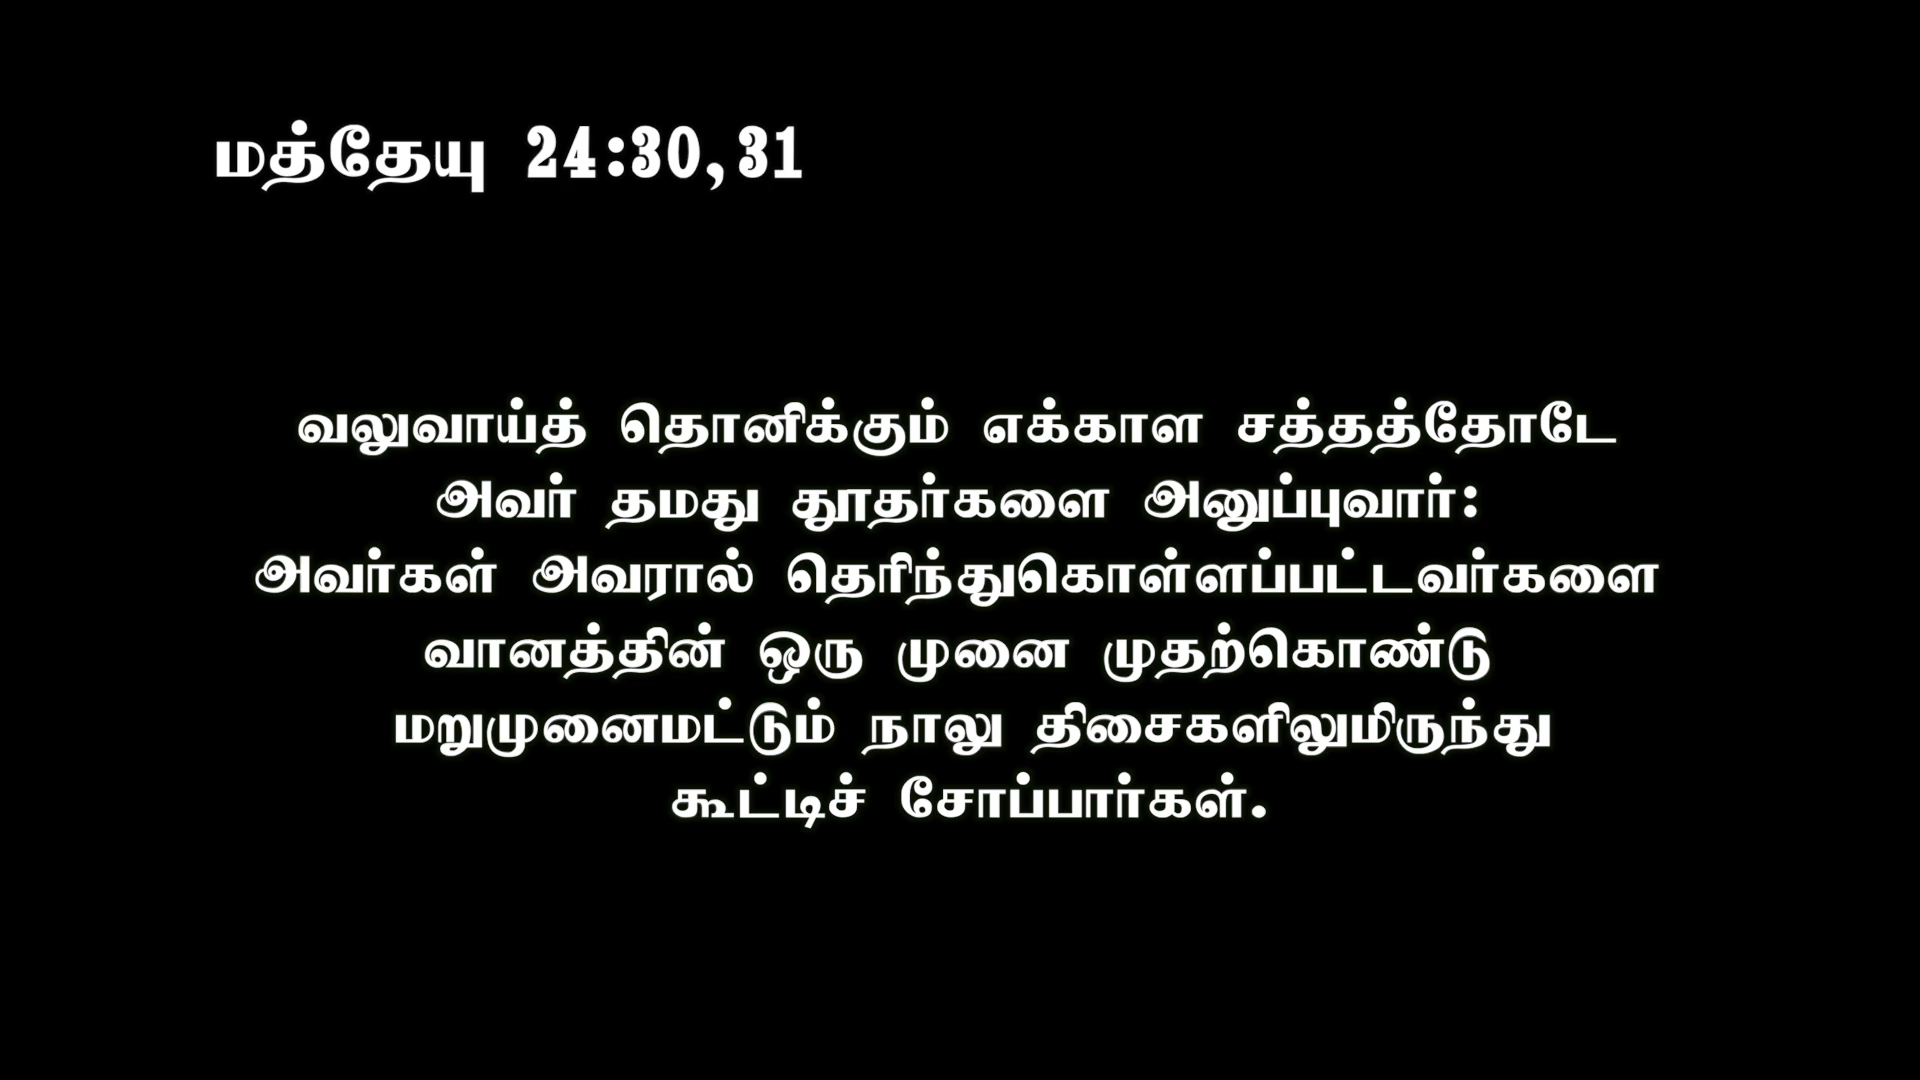 மத்தேயு 24:30,31
வலுவாய்த் தொனிக்கும் எக்காள சத்தத்தோடே
அவர் தமது தூதர்களை அனுப்புவார்:
அவர்கள் அவரால் தெரிந்துகொள்ளப்பட்டவர்களை
வானத்தின் ஒரு முனை முதற்கொண்டு
மறுமுனைமட்டும் நாலு திசைகளிலுமிருந்து
கூட்டிச் சோப்பார்கள்.